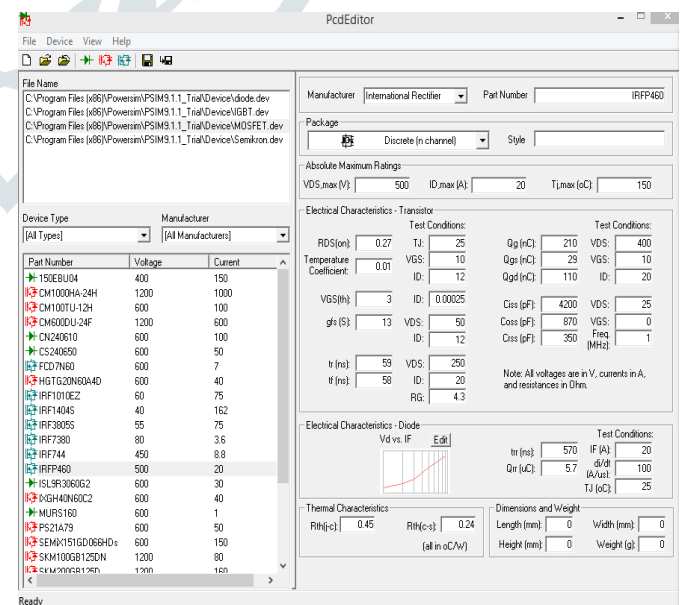 PcdEditor
File Device View Help
File Name
C:\Program Files (x86)\Powersim\PSIM9.1.1_Trial\Device\diode.dev
C:\Program Files (x86)\Powersim\PSIM9.1.1_Trial\Device\IGBT.dev
C:\Program Files (x86)\Powersim\PSIM9.1.1_Trial\Device\MOSFET.dev
C:\Program Files (x86)\Powersim\PSIM9.1.1_Trial\Device\Semikron.dev
Device Type Manufacturer
[All Types] [All Manufacturers]
Part Number Voltage Current
150EBU04 400 150
CM1000HA-24H 1200 1000
CM100TU-12H 600 100
CM600DU-24F 1200 600
CN240610 600 100
CS240650 600 50
FCD7N60 600 7
HGTG20N60A4D 600 40
IRF1010EZ 60 75
IRF1404S 40 162
IRF3805S 55 75
IRF7380 80 3.6
IRF744 450 8.8
IRFP460 500 20
ISL9R3060G2 600 30
IXGH40N60C2 600 40
MURS160 600 1
PS21A79 600 50
SEMiX151GD066HDs 600 150
SKM100GB125DN 1200 80
SKM200GB125D 1200 160
Ready
Manufacturer International Rectifier Part Number IRFP460
Package
Discrete (n channel) Style
Absolute Maximum Ratings
VDS,max (V): 500 ID,max (A): 20 Tj,max (oC): 150
Electrical Characteristics - Transistor
Test Conditions: Test Conditions:
RDS(on): 0.27 TJ: 25 Qg (nC): 210 VDS: 400
Temperature Coefficient: 0.01 VGS: 10 Qgs (nC): 29 VGS: 10
ID: 12 Qgd (nC): 110 ID: 20
VGS(th): 3 ID: 0.00025 Ciss (pF): 4200 VDS: 25
gfs (S): 13 VDS: 50 Coss (pF): 870 VGS: 0
ID: 12 Crss (pF): 350 Freq. (MHz): 1
tr (ns): 59 VDS: 250
tf (ns): 58 ID: 20
RG: 4.3
Note: All voltages are in V, currents in A,
and resistances in Ohm.
Electrical Characteristics - Diode
Vd vs. IF Edit Test Conditions:
trr (ns): 570 IF (A): 20
Qrr (uC): 5.7 di/dt (A/us): 100
TJ (oC): 25
Thermal Characteristics Dimensions and Weight
Rth(j-c): 0.45 Rth(c-s): 0.24 Length (mm): 0 Width (mm): 0
(all in oC/W) Height (mm): 0 Weight (g): 0